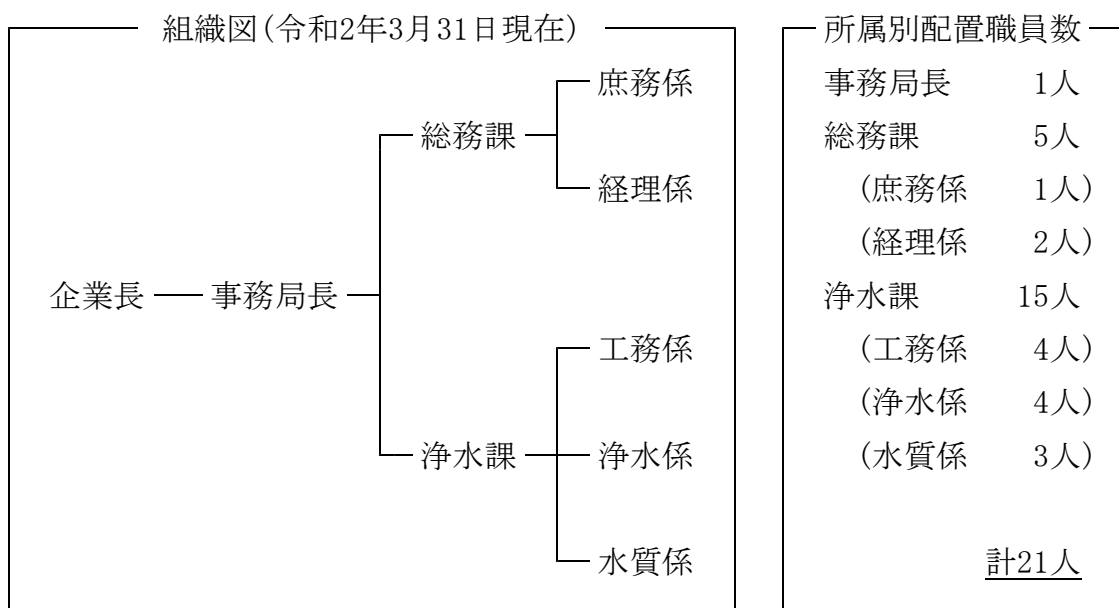 組織図(令和2年3月31日現在)
庶務係
総務課
経理係
企業長
事務局長
工務係
浄水課
浄水係
水質係
所属別配置職員数
事務局長 1人
総務課 5人
(庶務係 1人)
(経理係 2人)
浄水課 15人
(工務係 4人)
(浄水係 4人)
(水質係 3人)
計21人